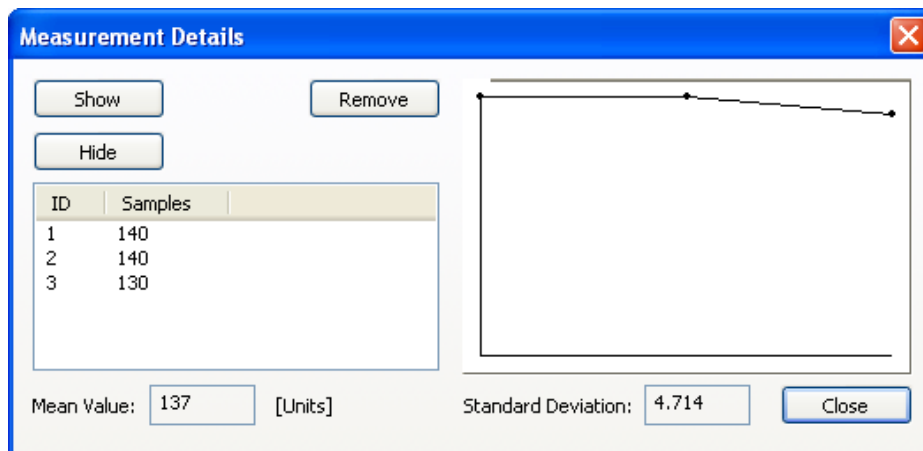 Measurement Details
Show
Remove
Hide
ID Samples
1 140
2 140
3 130
Mean Value: 137 [Units]
Standard Deviation: 4.714
Close